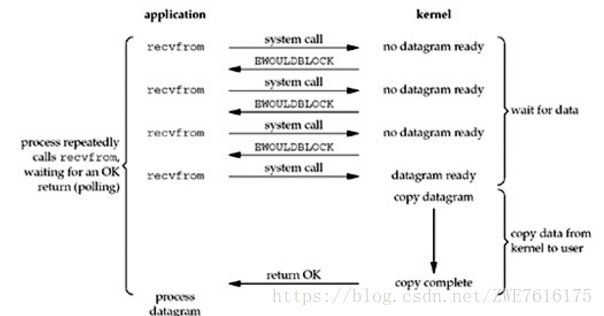 application kernel
recvfrom system call no datagram ready
EWOULDBLOCK
recvfrom system call no datagram ready
EWOULDBLOCK
recvfrom system call no datagram ready
EWOULDBLOCK
recvfrom system call datagram ready
process repeatedly
calls recvfrom,
waiting for an OK
return (polling)
wait for data
copy datagram
copy data from
kernel to user
return OK copy complete
process
datagram
https://blog.csdn.net/ZWE7616175